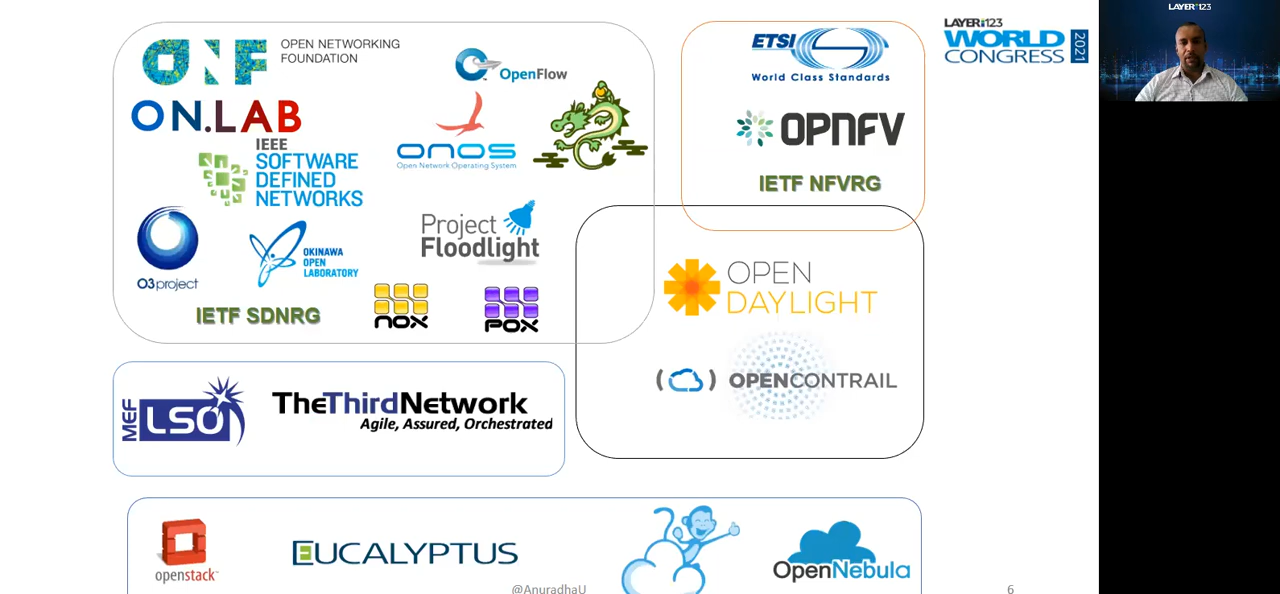 ONF
OPEN NETWORKING
FOUNDATION
OpenFlow
ON.LAB
onos
Open Network Operating System
IEEE
SOFTWARE
DEFINED
NETWORKS
O3project
OKINAWA
OPEN
LABORATORY
Project
Floodlight
IETF SDNRG
nox
pox
ETSI
World Class Standards
OPNFV
IETF NFVRG
OPEN
DAYLIGHT
OPENCONTRAIL
MEF
LSO
TheThirdNetwork
Agile, Assured, Orchestrated
openstack
EUCALYPTUS
OpenNebula
@AnuradhaU
6
LAYER123
WORLD
CONGRESS
2021
LAYER123